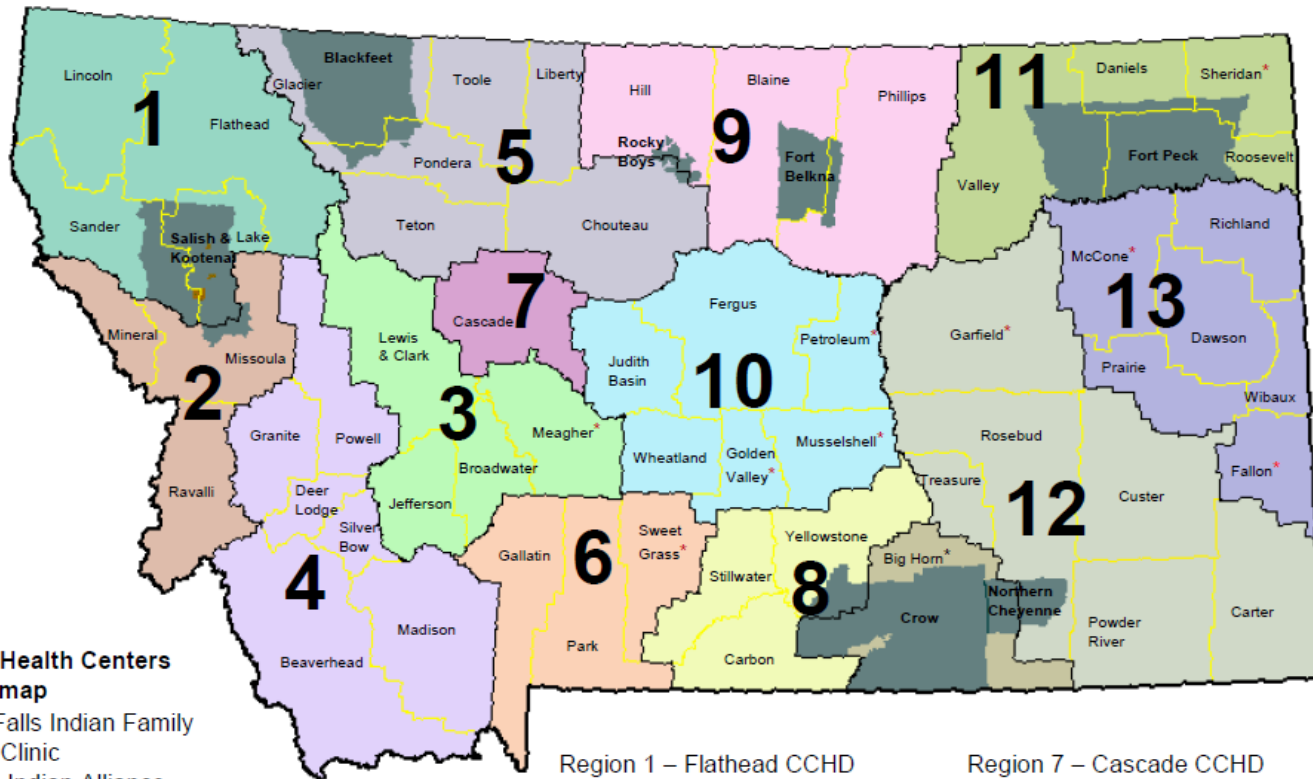 Lincoln
1
Flathead
Sander
Salish & Lake
Kootena
Blackfeet
Glacier
Toole
Liberty
Pondera
5
Teton
Chouteau
Hill
Blaine
Phillips
Rocky
Boys
9
Fort
Belkna
11
Daniels
Sheridan*
Fort Peck
Roosevelt
Valley
Richland
McCone*
13
Dawson
Prairie
Wibaux
Fallon*
Mineral
Missoula
2
Ravalli
Lewis
& Clark
3
Meagher*
Broadwater
Jefferson
7
Cascade
Fergus
Petroleum*
Judith
Basin
10
Wheatland
Golden
Valley*
Musselshell*
Garfield*
Rosebud
Treasure
12
Custer
Powder
River
Carter
Granite
Powell
Deer
Lodge
Silver
Bow
4
Madison
Beaverhead
Gallatin
6
Sweet
Grass*
Park
Yellowstone
Stillwater
8
Carbon
Big Horn*
Crow
Northern
Cheyenne
Health Centers
map
Falls Indian Family
Clinic
Indian Alliance
Region 1 – Flathead CCHD
Region 7 – Cascade CCHD